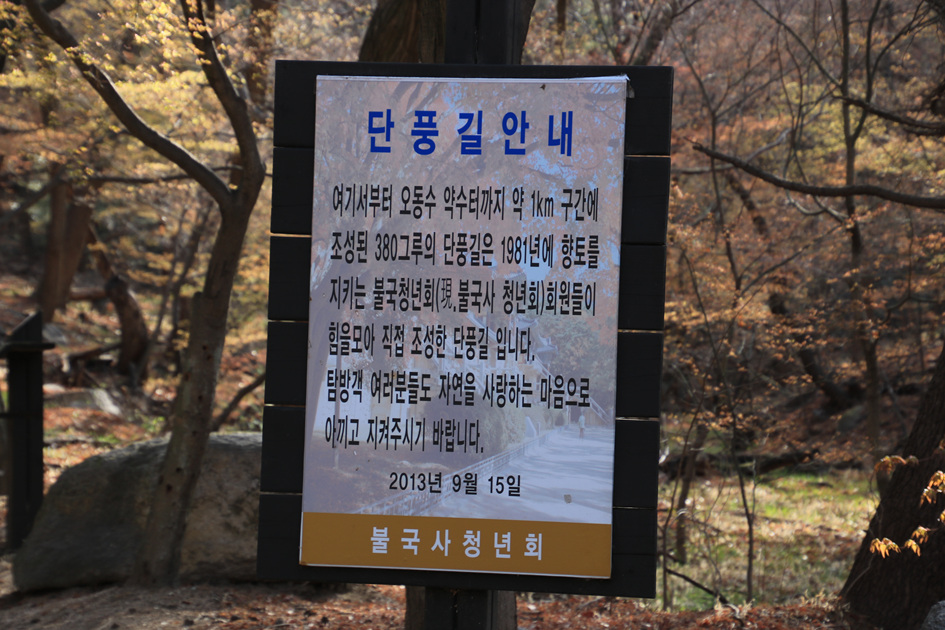 단풍길안내
여기서부터 오동수 약수터까지 약 1km 구간에
조성된 380그루의 단풍길은 1981년에 향토를
지키는 불국청년회(現,불국사 청년회)회원들이
힘을모아 직접 조성한 단풍길 입니다.
탐방객 여러분들도 자연을 사랑하는 마음으로
아끼고 지켜주시기 바랍니다.
2013년 9월 15일
불국사청년회